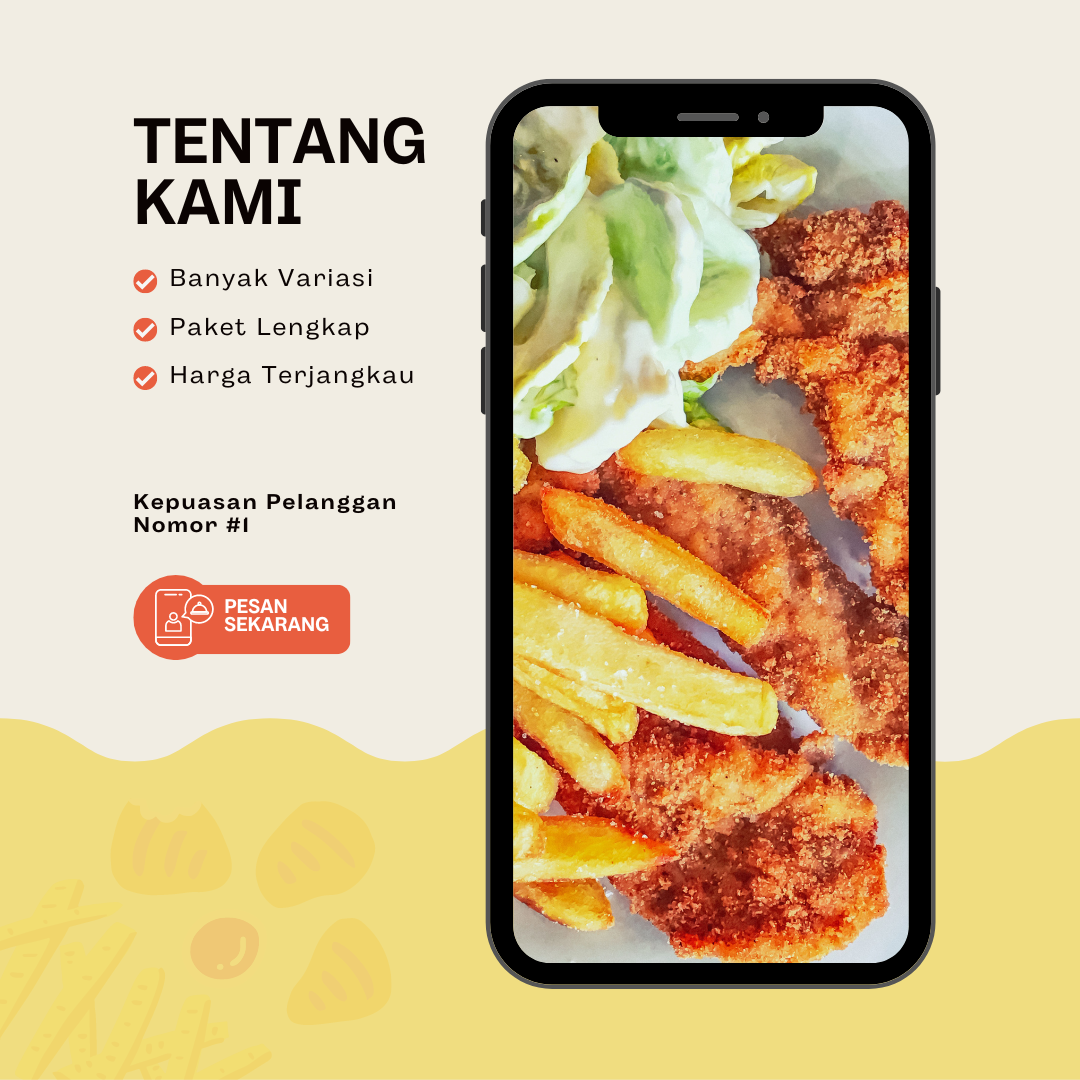 TENTANG
KAMI
Banyak Variasi
Paket Lengkap
Harga Terjangkau
Kepuasan Pelanggan
Nomor #1
PESAN
SEKARANG